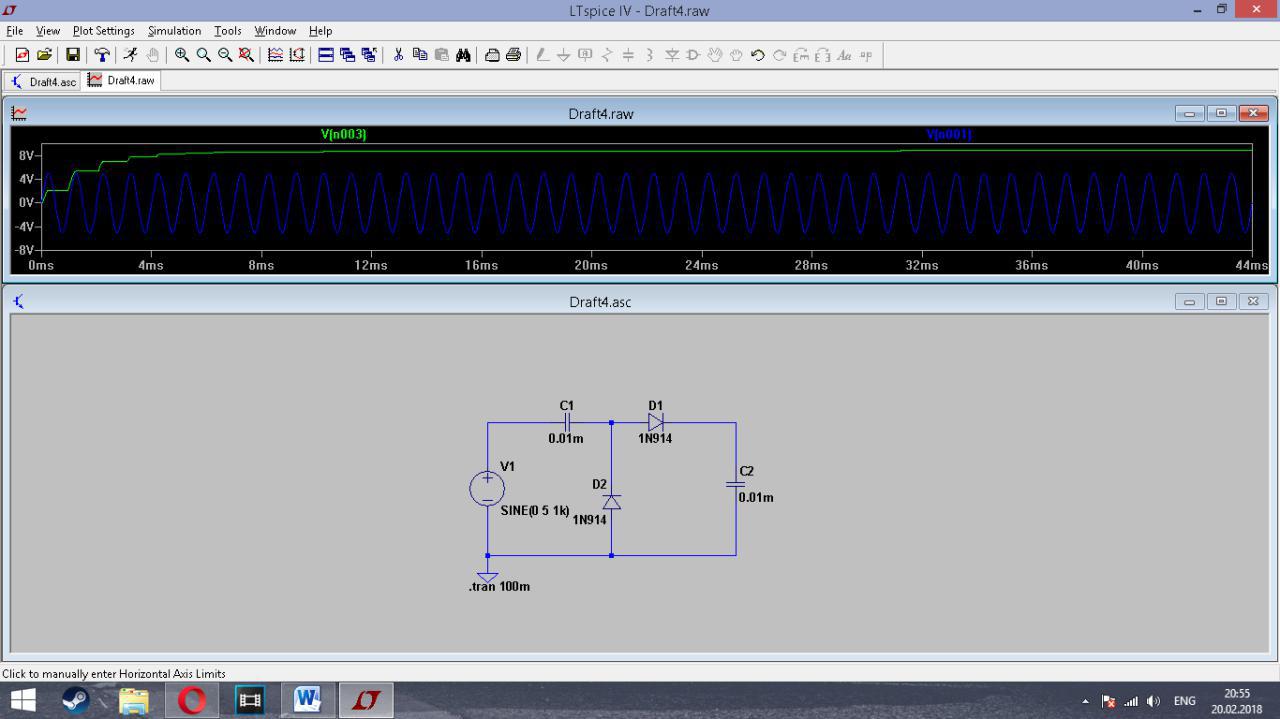 LTspice IV - Draft4.raw
File View Plot Settings Simulation Tools Window Help
Draft4.asc Draft4.raw
Draft4.raw
V(n003) V(n001)
8V
4V
0V
-4V
-8V
0ms 4ms 8ms 12ms 16ms 20ms 24ms 28ms 32ms 36ms 40ms 44ms
Draft4.asc
C1 D1
0.01m 1N914
V1 C2
D2 0.01m
SINE(0 5 1k) 1N914
.tran 100m
Click to manually enter Horizontal Axis Limits
ENG 20:55
20.02.2018